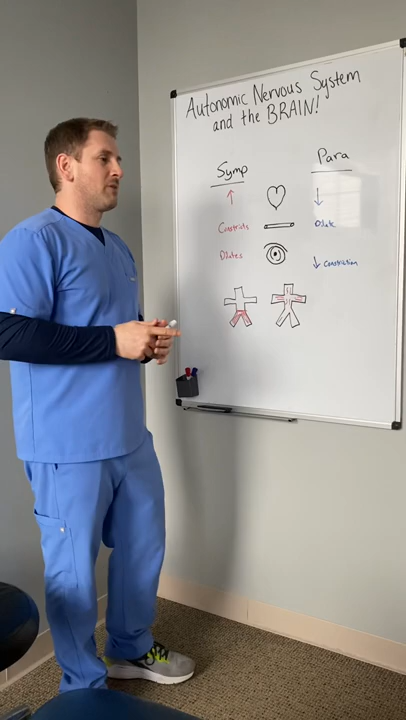 Autonomic Nervous System
and the BRAIN!
Symp Para
Constricts Dilate
Dilates
↓ Constriction